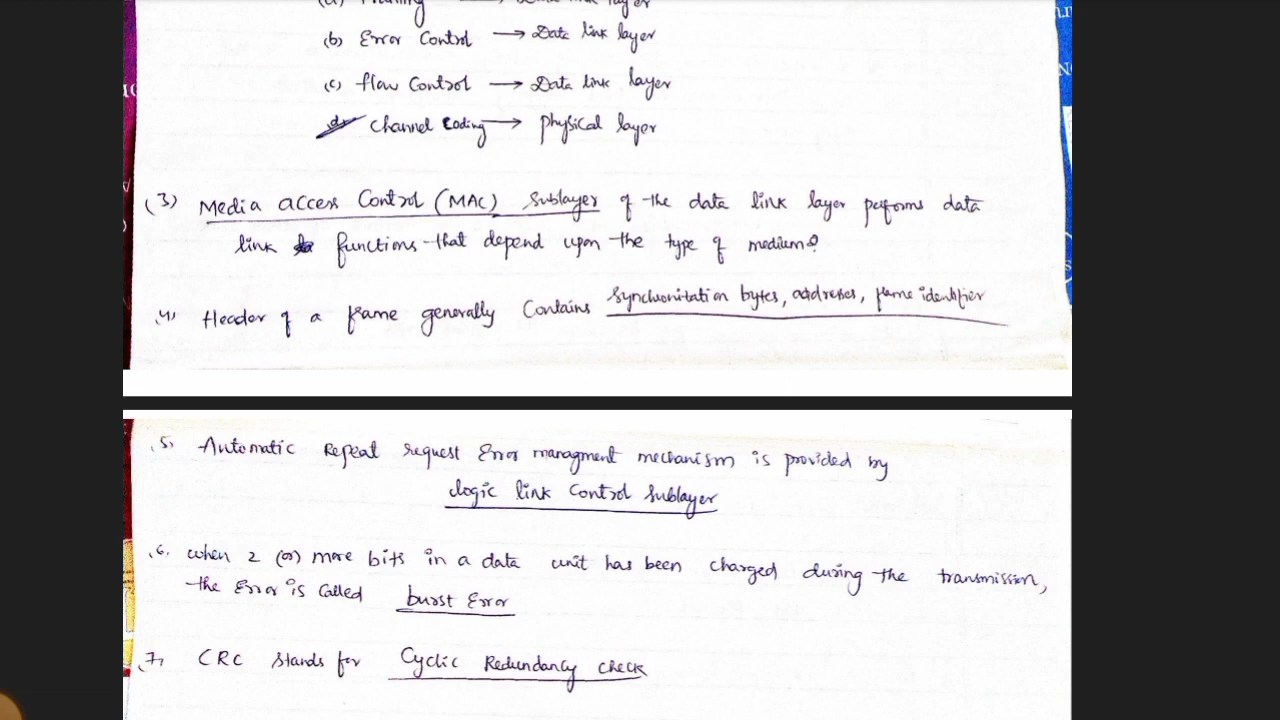 (b) Error Control → Data link layer
(c) flow Control → Data link layer
(d) Channel Coding → physical layer
(3) Media access Control (MAC) Sublayer of the data link layer performs data
link functions that depend upon the type of medium?
(4) Header of a frame generally Contains Synchronization bytes, addresses, frame identifier
5. Automatic Repeat request Error managment mechanism is provided by
logic link Control Sublayer
6. when 2 (or) more bits in a data unit has been charged during the transmission,
the Error is Called burst Error
7. CRC stands for Cyclic Redundancy check